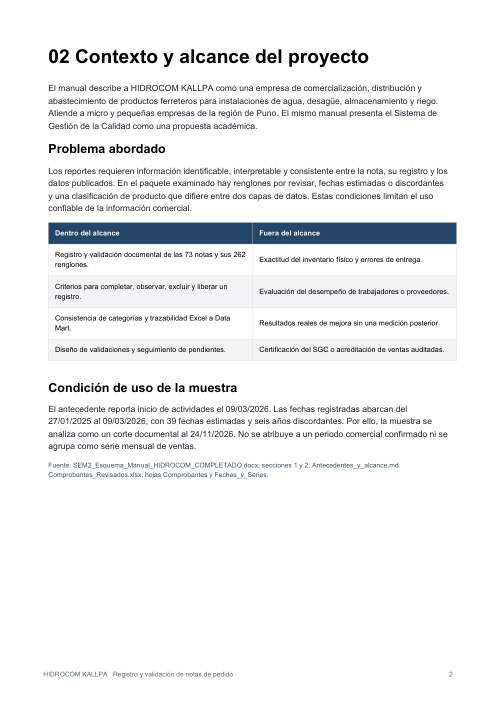 02 Contexto y alcance del proyecto
El manual describe a HIDROCOM KALLPA como una empresa de comercialización, distribución y
abastecimiento de productos ferreteros para instalaciones de agua, desagüe, almacenamiento y riego.
Atiende a micro y pequeñas empresas de la región de Puno. El mismo manual presenta el Sistema de
Gestión de la Calidad como una propuesta académica.
Problema abordado
Los reportes requieren información identificable, interpretable y consistente entre la nota, su registro y los
datos publicados. En el paquete examinado hay renglones por revisar, fechas estimadas o discordantes
y una clasificación de producto que difiere entre dos capas de datos. Estas condiciones limitan el uso
confiable de la información comercial.
Dentro del alcance
Fuera del alcance
Registro y validación documental de las 73 notas y sus 262
renglones.
Exactitud del inventario físico y errores de entrega.
Criterios para completar, observar, excluir y liberar un
registro.
Evaluación del desempeño de trabajadores o proveedores.
Consistencia de categorías y trazabilidad Excel a Data
Mart.
Resultados reales de mejora sin una medición posterior.
Diseño de validaciones y seguimiento de pendientes.
Certificación del SGC o acreditación de ventas auditadas.
Condición de uso de la muestra
El antecedente reporta inicio de actividades el 09/03/2026. Las fechas registradas abarcan del
27/01/2025 al 09/03/2026, con 39 fechas estimadas y seis años discordantes. Por ello, la muestra se
analiza como un corte documental al 24/11/2026. No se atribuye a un periodo comercial confirmado ni se
agrupa como serie mensual de ventas.
Fuente: SEM2_Esquema_Manual_HIDROCOM_COMPLETADO.docx, secciones 1 y 2. Antecedentes_y_alcance.md.
Comprobantes_Revisados.xlsx, hojas Comprobantes y Fechas_y_Series.
HIDROCOM KALLPA Registro y validación de notas de pedido
2